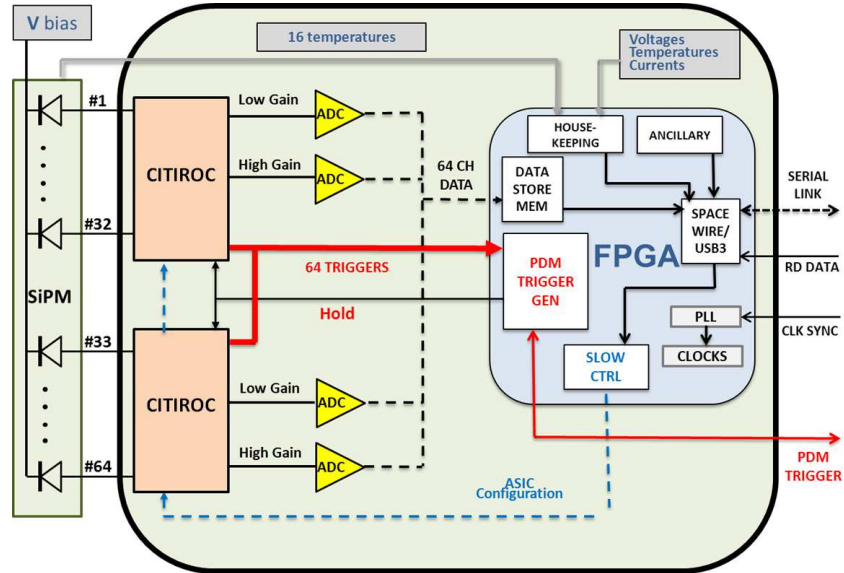 V bias
16 temperatures
Voltages
Temperatures
Currents
#1
Low Gain
ADC
HOUSE-
KEEPING
ANCILLARY
CITIROC
High Gain
ADC
64 CH
DATA
DATA
STORE
MEM
SERIAL
LINK
#32
SPACE
WIRE/
USB3
FPGA
64 TRIGGERS
PDM
TRIGGER
GEN
RD DATA
SiPM
Hold
PLL
CLK SYNC
#33
CLOCKS
SLOW
CTRL
CITIROC
Low Gain
ADC
High Gain
ADC
#64
PDM
TRIGGER
ASIC
Configuration